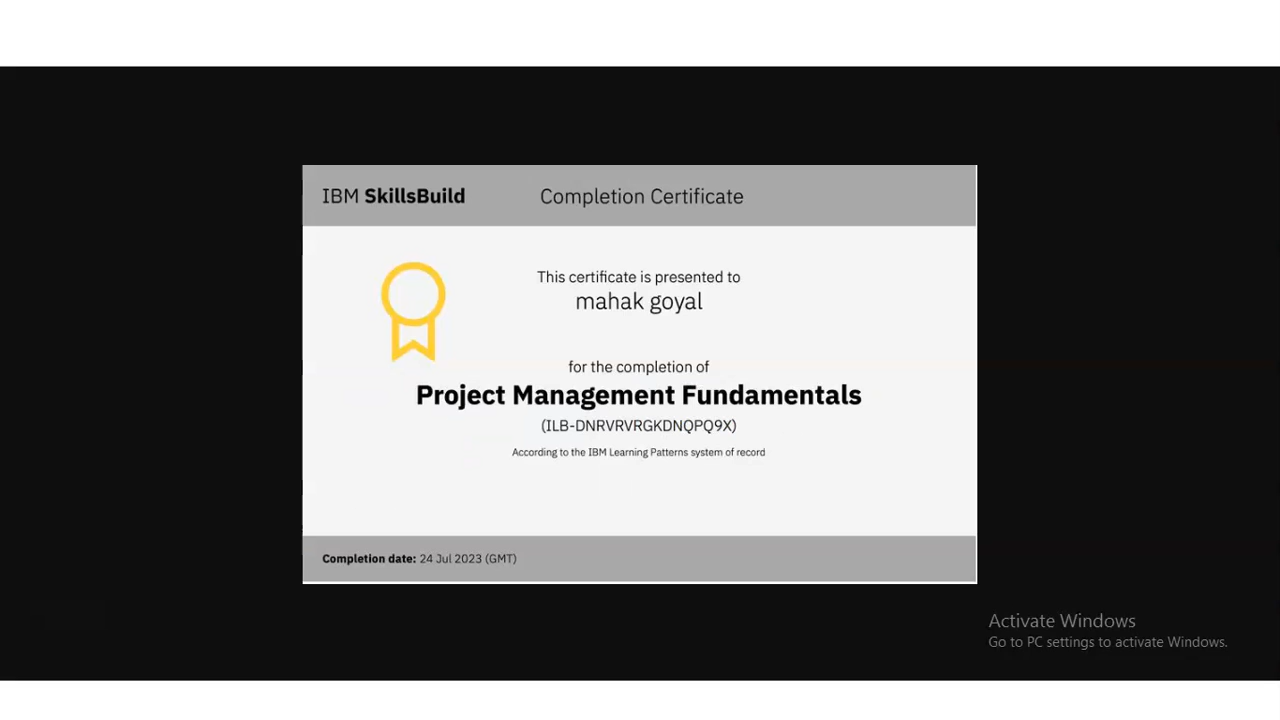 IBM SkillsBuild
Completion Certificate
This certificate is presented to
mahak goyal
for the completion of
Project Management Fundamentals
(ILB-DNRVRVRGKDNQPQ9X)
According to the IBM Learning Patterns system of record
Completion date: 24 Jul 2023 (GMT)
Activate Windows
Go to PC settings to activate Windows.